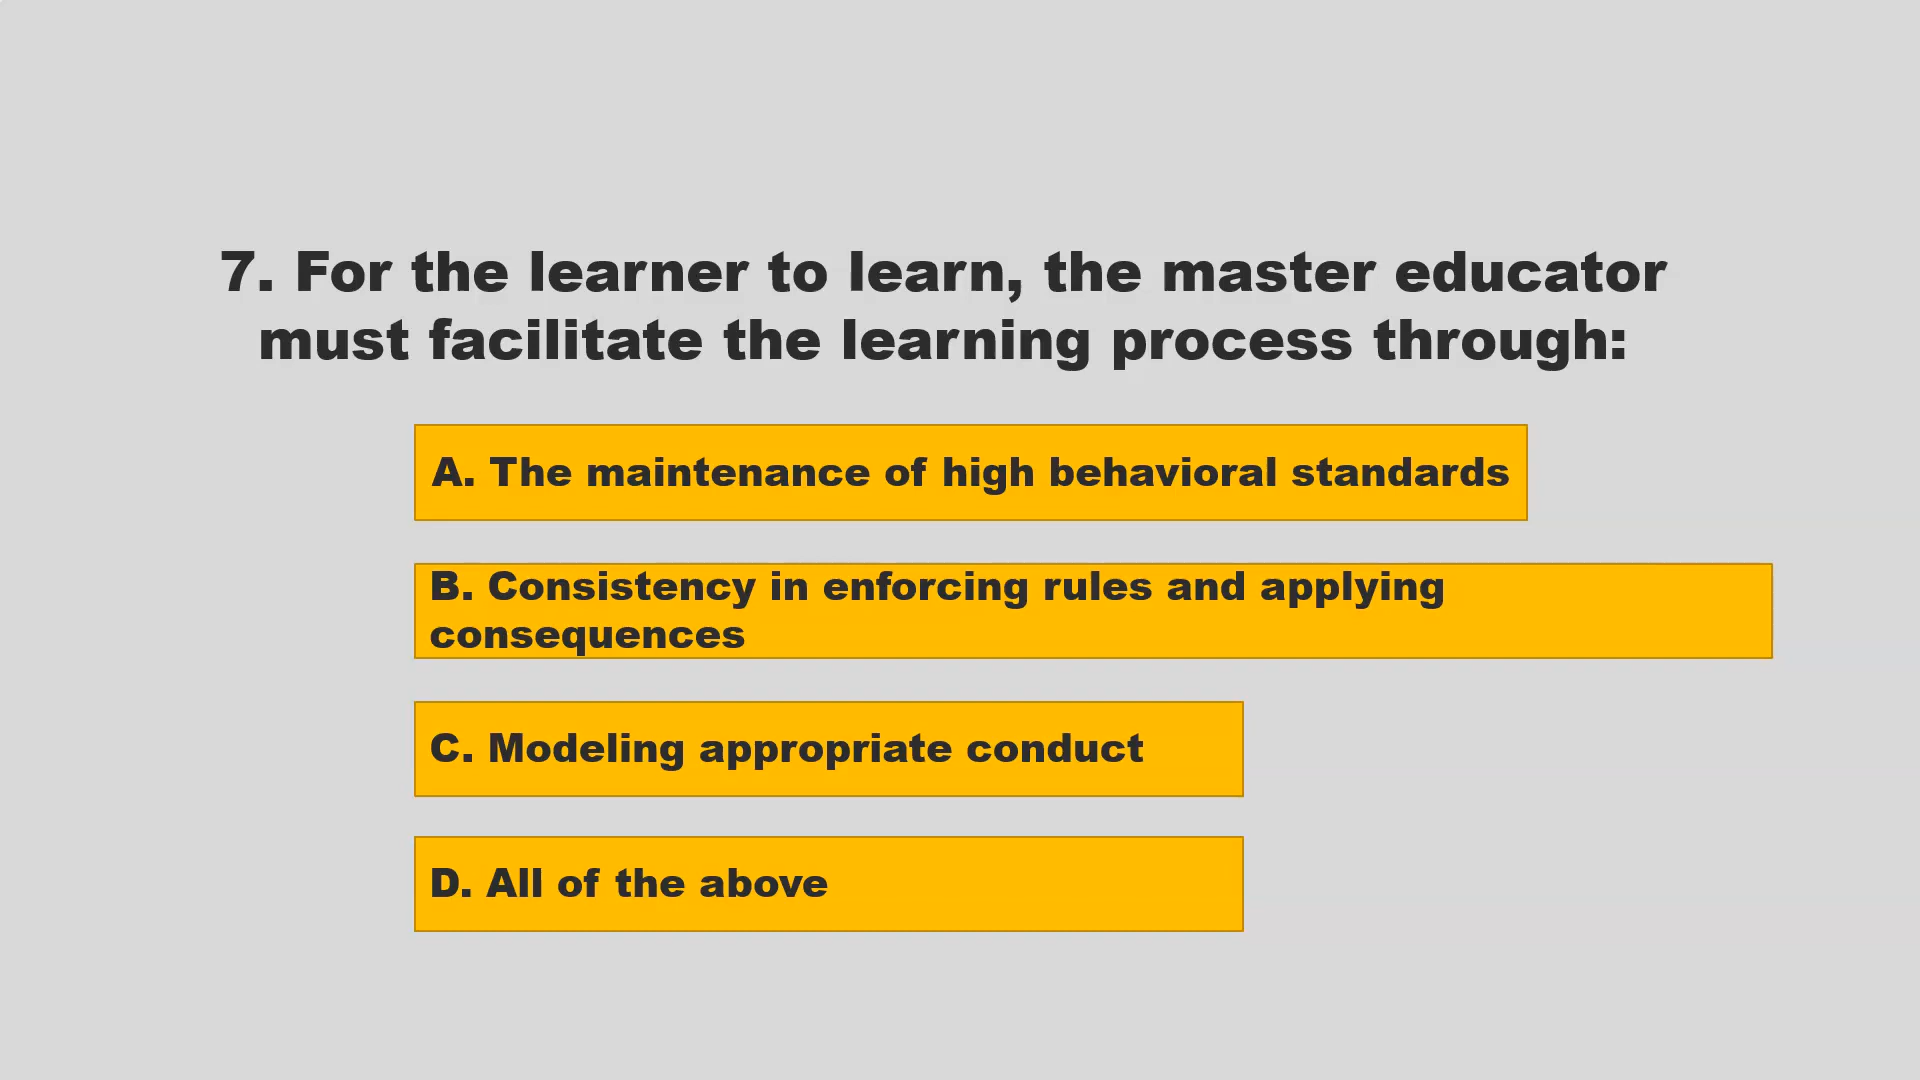 7. For the learner to learn, the master educator
must facilitate the learning process through:
A. The maintenance of high behavioral standards
B. Consistency in enforcing rules and applying
consequences
C. Modeling appropriate conduct
D. All of the above